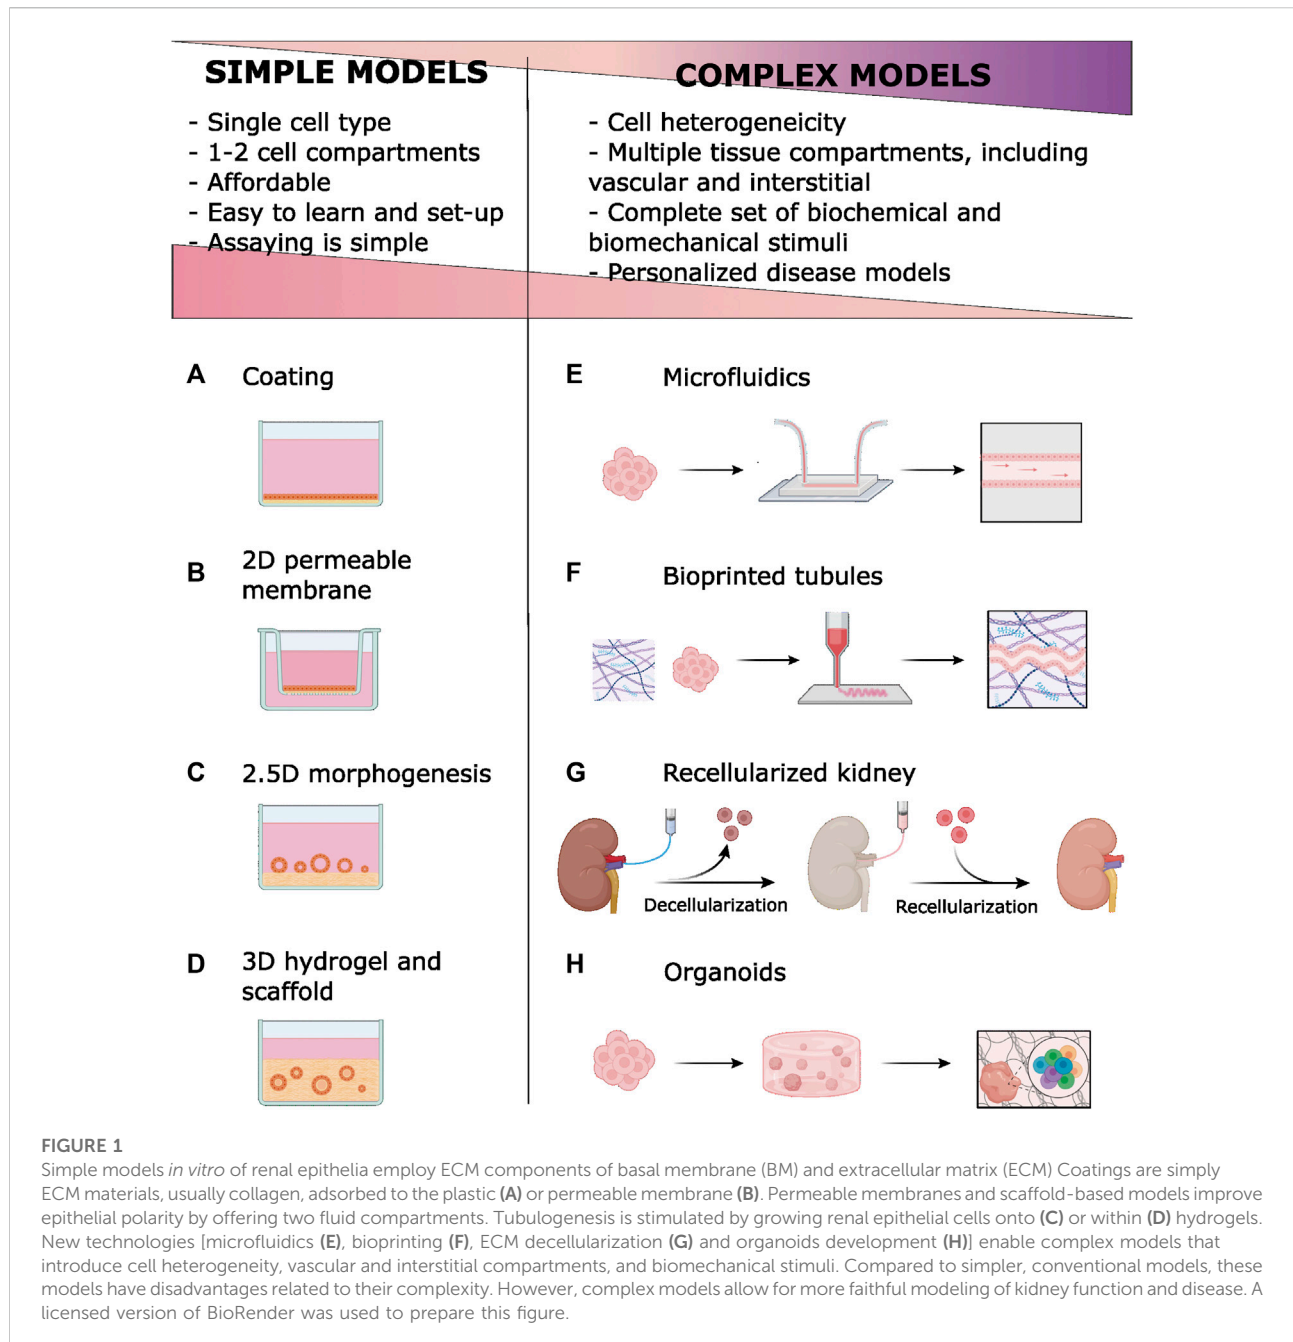 SIMPLE MODELS
- Single cell type
- 1-2 cell compartments
- Affordable
- Easy to learn and set-up
- Assaying is simple
COMPLEX MODELS
- Cell heterogeneicity
- Multiple tissue compartments, including
vascular and interstitial
- Complete set of biochemical and
biomechanical stimuli
- Personalized disease models
A Coating
B 2D permeable
membrane
C 2.5D morphogenesis
D 3D hydrogel and
scaffold
E Microfluidics
F Bioprinted tubules
G Recellularized kidney
Decellularization
Recellularization
H Organoids
FIGURE 1
Simple models in vitro of renal epithelia employ ECM components of basal membrane (BM) and extracellular matrix (ECM) Coatings are simply
ECM materials, usually collagen, adsorbed to the plastic (A) or permeable membrane (B). Permeable membranes and scaffold-based models improve
epithelial polarity by offering two fluid compartments. Tubulogenesis is stimulated by growing renal epithelial cells onto (C) or within (D) hydrogels.
New technologies [microfluidics (E), bioprinting (F), ECM decellularization (G) and organoids development (H)] enable complex models that
introduce cell heterogeneity, vascular and interstitial compartments, and biomechanical stimuli. Compared to simpler, conventional models, these
models have disadvantages related to their complexity. However, complex models allow for more faithful modeling of kidney function and disease. A
licensed version of BioRender was used to prepare this figure.